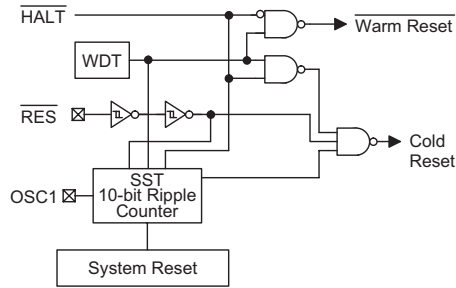 HALT
Warm Reset
WDT
RES
Cold
Reset
OSC1
SST
10-bit Ripple
Counter
System Reset